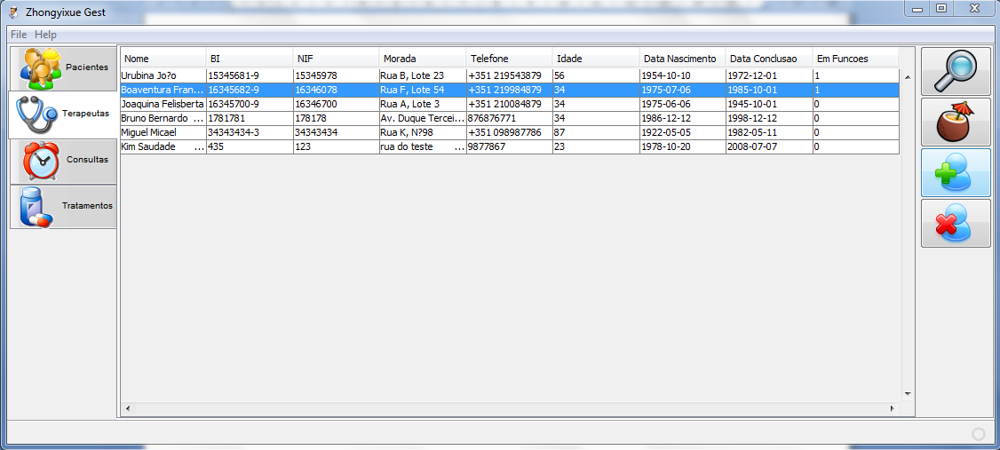 Zhongyixue Gest
File Help
Pacientes
Terapeutas
Consultas
Tratamentos
Nome BI NIF Morada Telefone Idade Data Nascimento Data Conclusao Em Funcoes
Urubina Jo?o 15345681-9 15345978 Rua B, Lote 23 +351 219543879 56 1954-10-10 1972-12-01 1
Boaventura Fran... 16345682-9 16346078 Rua F, Lote 54 +351 219984879 34 1975-07-06 1985-10-01 1
Joaquina Felisberta 16345700-9 16346700 Rua A, Lote 3 +351 210084879 34 1975-06-06 1945-10-01 0
Bruno Bernardo ... 1781781 178178 Av. Duque Tercei... 876876771 34 1986-12-12 1998-12-12 0
Miguel Micael 34343434-3 34343434 Rua K, N?98 +351 098987786 87 1922-05-05 1982-05-11 0
Kim Saudade ... 435 123 rua do teste ... 9877867 23 1978-10-20 2008-07-07 0